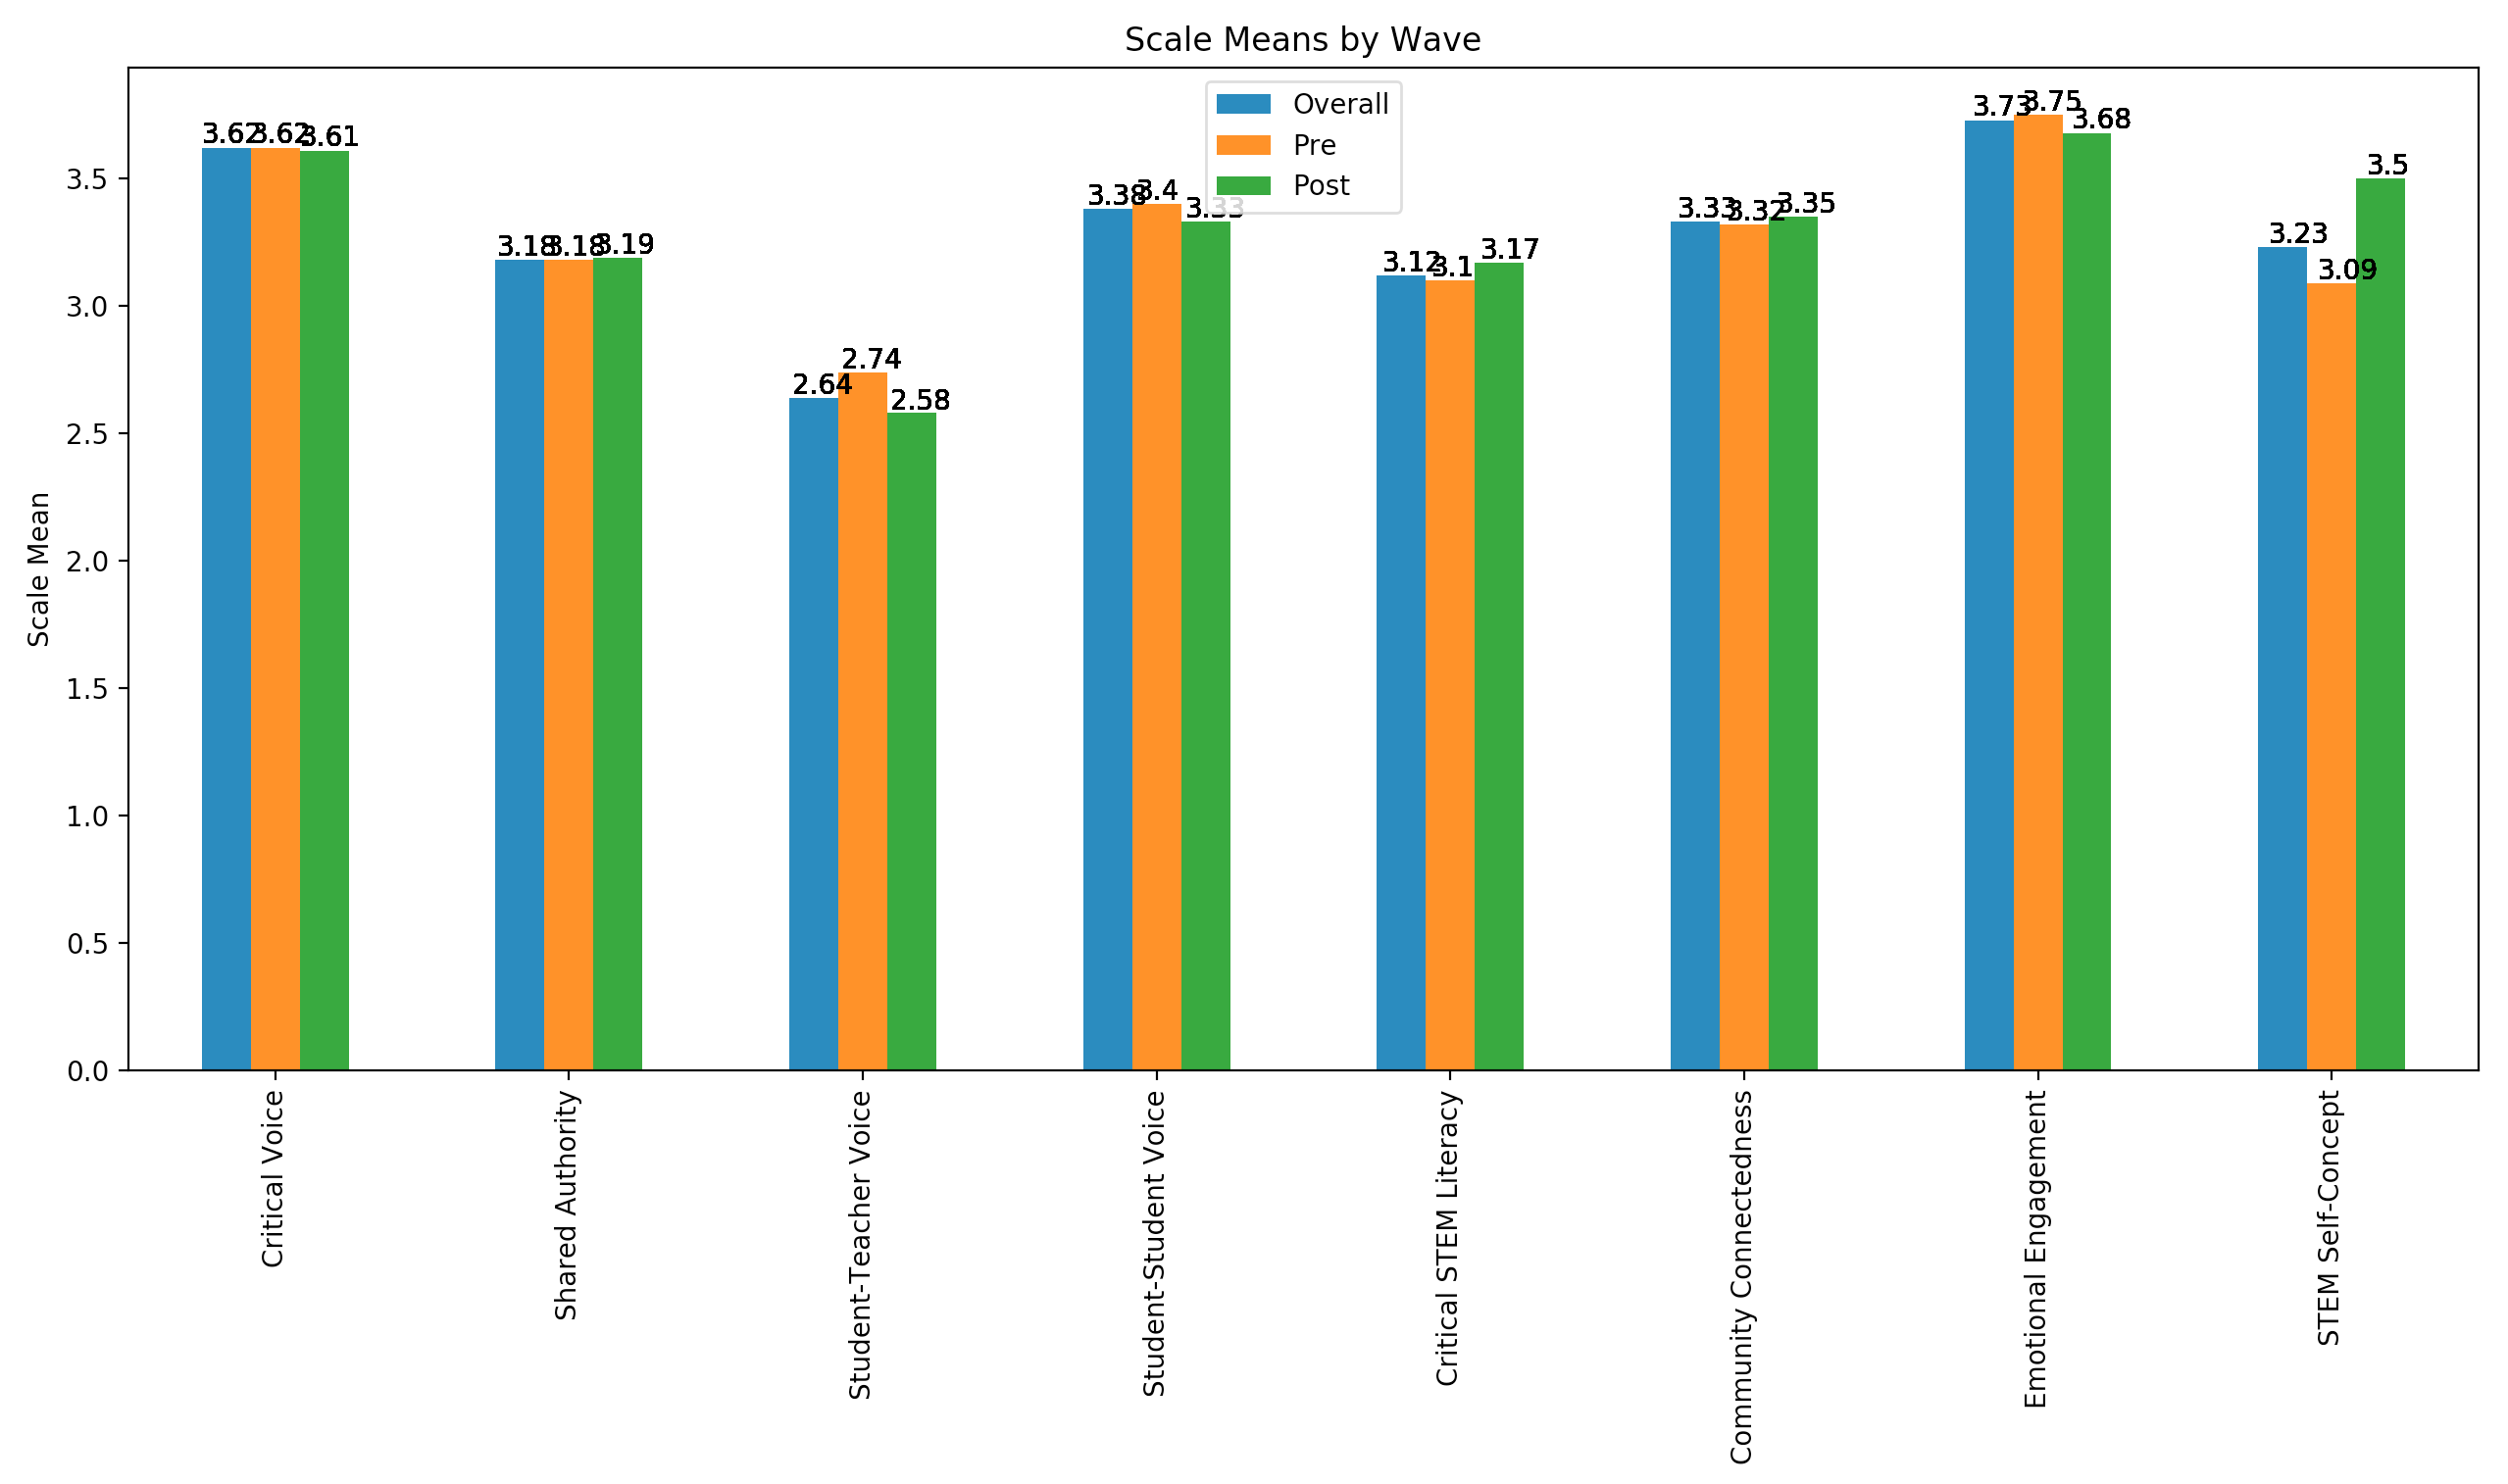 Scale Means by Wave
Overall
Pre
Post
3.62 3.62 3.61
3.18 3.18 3.19
2.64 2.74 2.58
3.38 3.4 3.33
3.12 3.1 3.17
3.33 3.32 3.35
3.73 3.75 3.68
3.23 3.09 3.5
Scale Mean
3.5
3.0
2.5
2.0
1.5
1.0
0.5
0.0
Critical Voice
Shared Authority
Student-Teacher Voice
Student-Student Voice
Critical STEM Literacy
Community Connectedness
Emotional Engagement
STEM Self-Concept